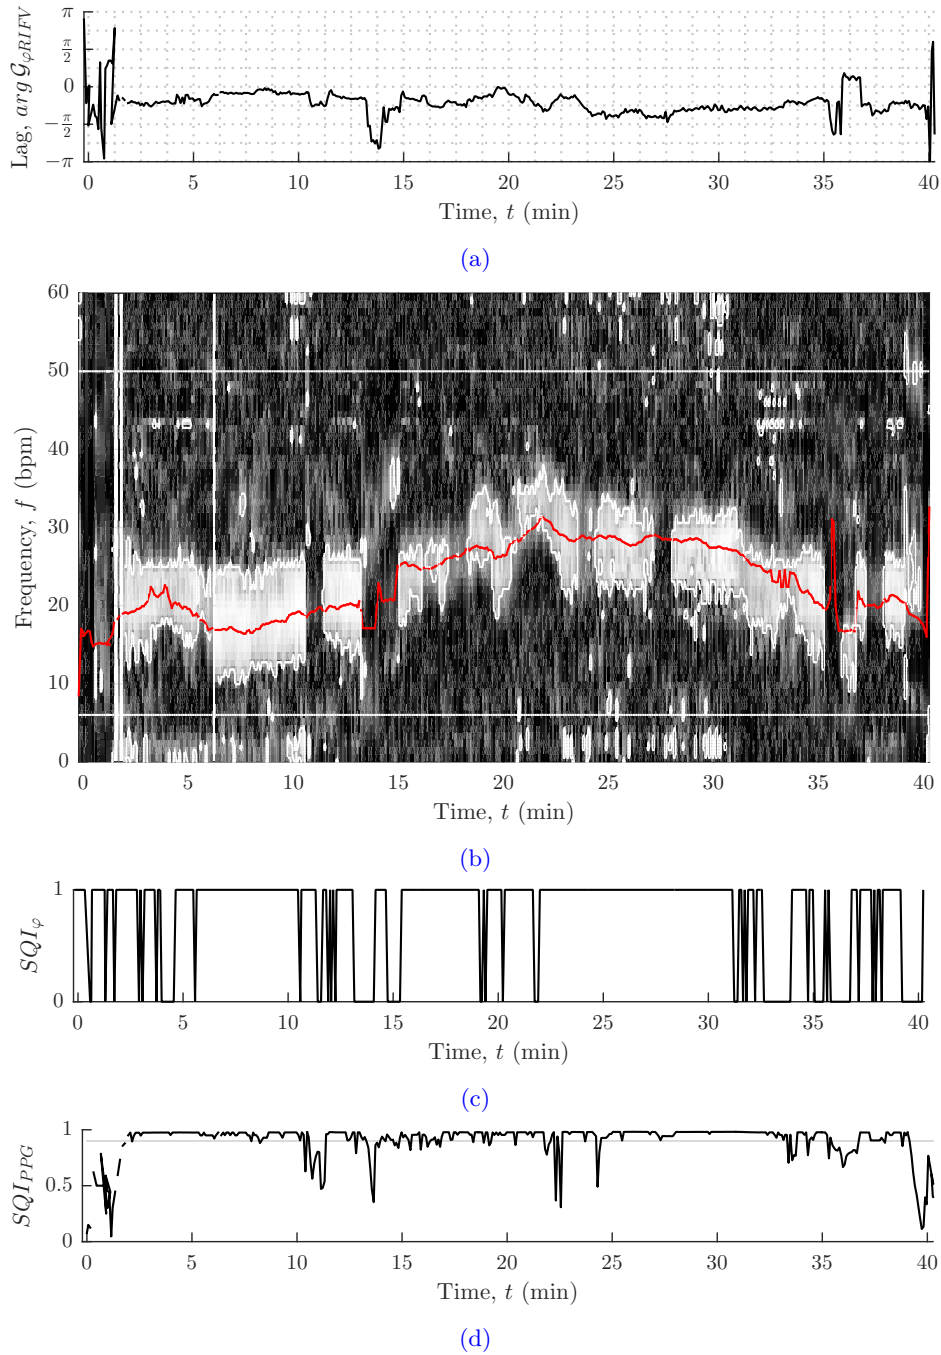 π
π/2
0
−π/2
−π
Lag, arg 𝒢φRIFV
0 5 10 15 20 25 30 35 40
Time, t (min)
(a)
60
50
40
30
20
10
0
Frequency, f (bpm)
0 5 10 15 20 25 30 35 40
Time, t (min)
(b)
1
0
SQIφ
0 5 10 15 20 25 30 35 40
Time, t (min)
(c)
1
0.5
0
SQIPPG
0 5 10 15 20 25 30 35 40
Time, t (min)
(d)